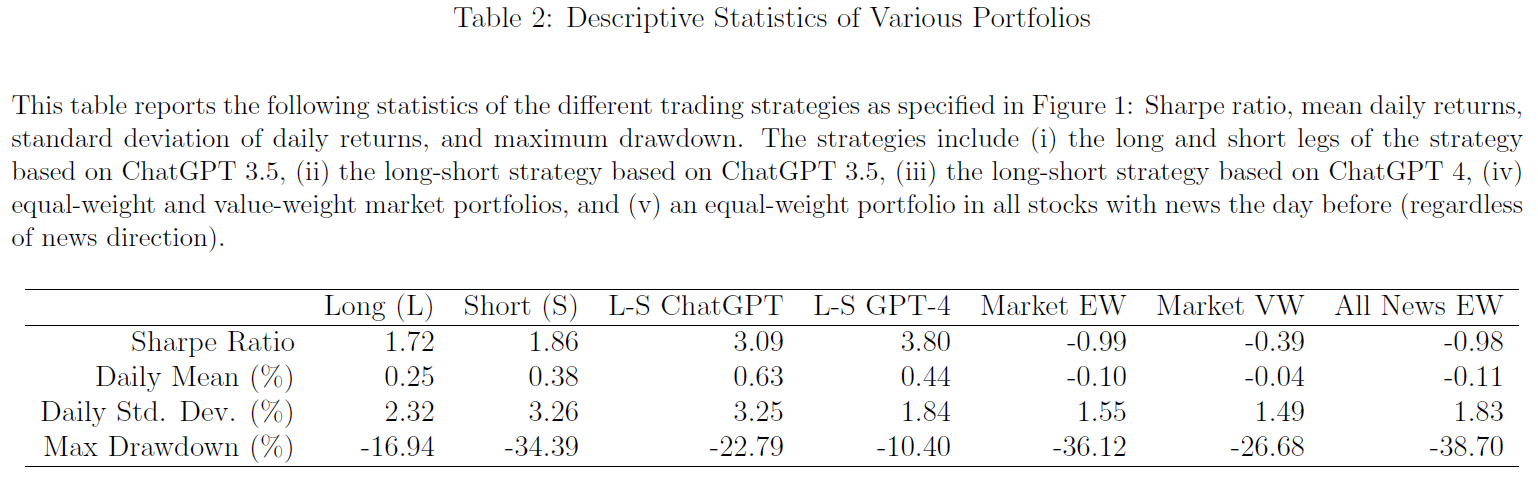 Table 2: Descriptive Statistics of Various Portfolios
This table reports the following statistics of the different trading strategies as specified in Figure 1: Sharpe ratio, mean daily returns,
standard deviation of daily returns, and maximum drawdown. The strategies include (i) the long and short legs of the strategy
based on ChatGPT 3.5, (ii) the long-short strategy based on ChatGPT 3.5, (iii) the long-short strategy based on ChatGPT 4, (iv)
equal-weight and value-weight market portfolios, and (v) an equal-weight portfolio in all stocks with news the day before (regardless
of news direction).
Long (L) Short (S) L-S ChatGPT L-S GPT-4 Market EW Market VW All News EW
Sharpe Ratio 1.72 1.86 3.09 3.80 -0.99 -0.39 -0.98
Daily Mean (%) 0.25 0.38 0.63 0.44 -0.10 -0.04 -0.11
Daily Std. Dev. (%) 2.32 3.26 3.25 1.84 1.55 1.49 1.83
Max Drawdown (%) -16.94 -34.39 -22.79 -10.40 -36.12 -26.68 -38.70